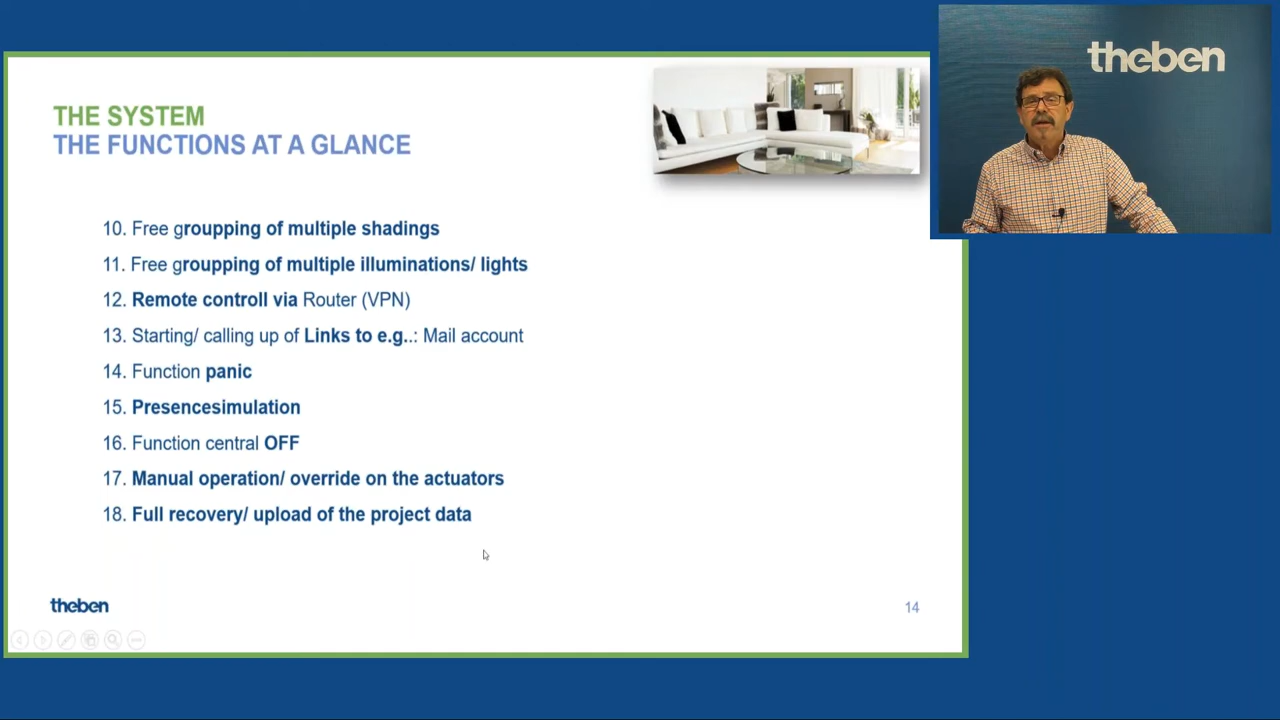 theben
THE SYSTEM
THE FUNCTIONS AT A GLANCE
10. Free groupping of multiple shadings
11. Free groupping of multiple illuminations/ lights
12. Remote controll via Router (VPN)
13. Starting/ calling up of Links to e.g..: Mail account
14. Function panic
15. Presencesimulation
16. Function central OFF
17. Manual operation/ override on the actuators
18. Full recovery/ upload of the project data
theben
14